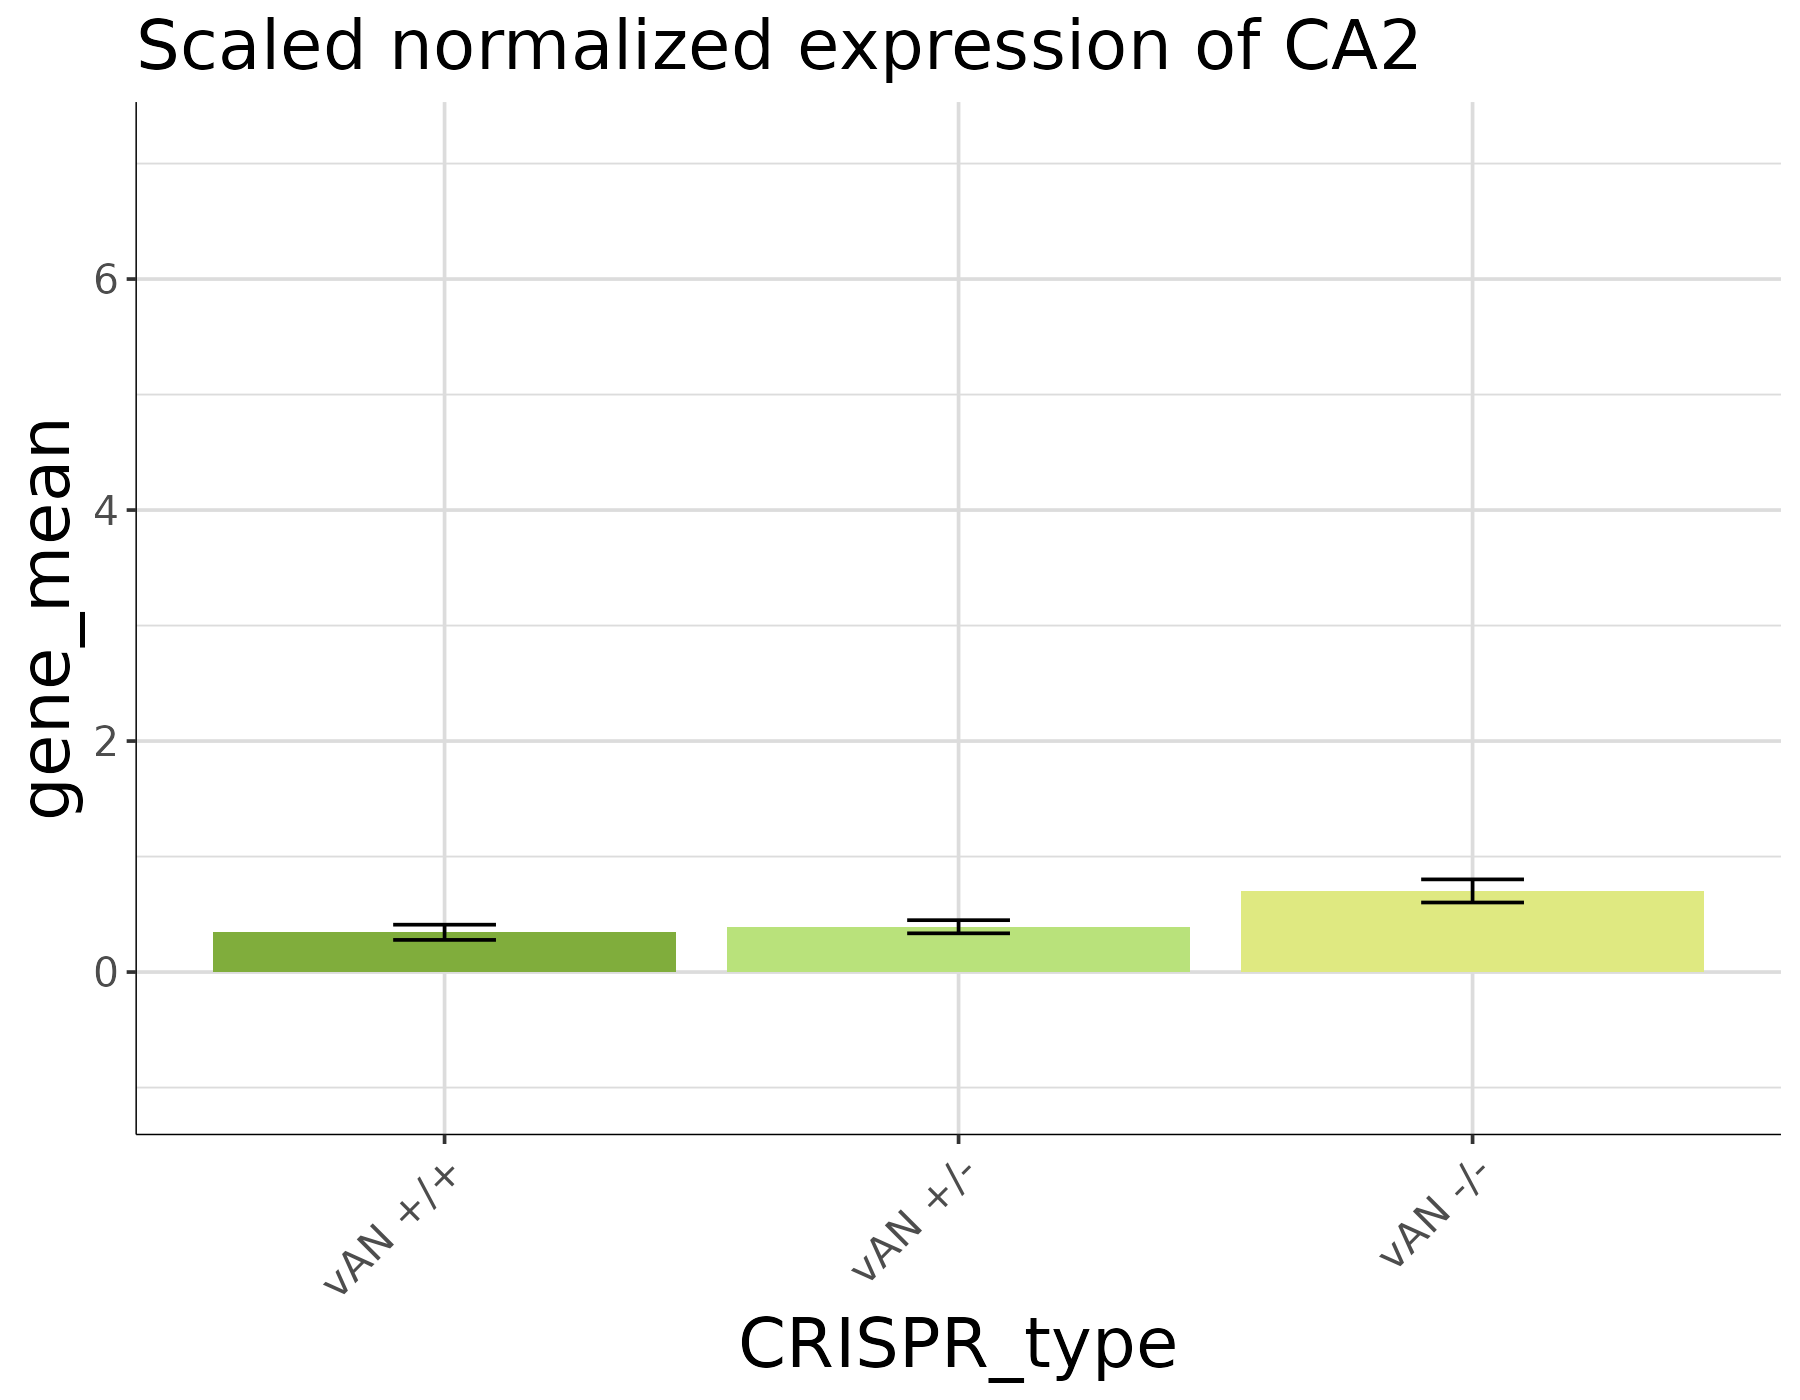 Scaled normalized expression of CA2
gene_mean
6
4
2
0
vAN +/+
vAN +/-
vAN -/-
CRISPR_type